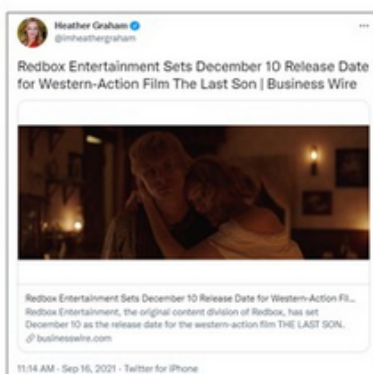 Heather Graham
@imheathergraham
Redbox Entertainment Sets December 10 Release Date
for Western-Action Film The Last Son | Business Wire
Redbox Entertainment Sets December 10 Release Date for Western-Action Fil...
Redbox Entertainment, the original content division of Redbox, has set
December 10 as the release date for the western-action film THE LAST SON.
businesswire.com
11:14 AM · Sep 16, 2021 · Twitter for iPhone